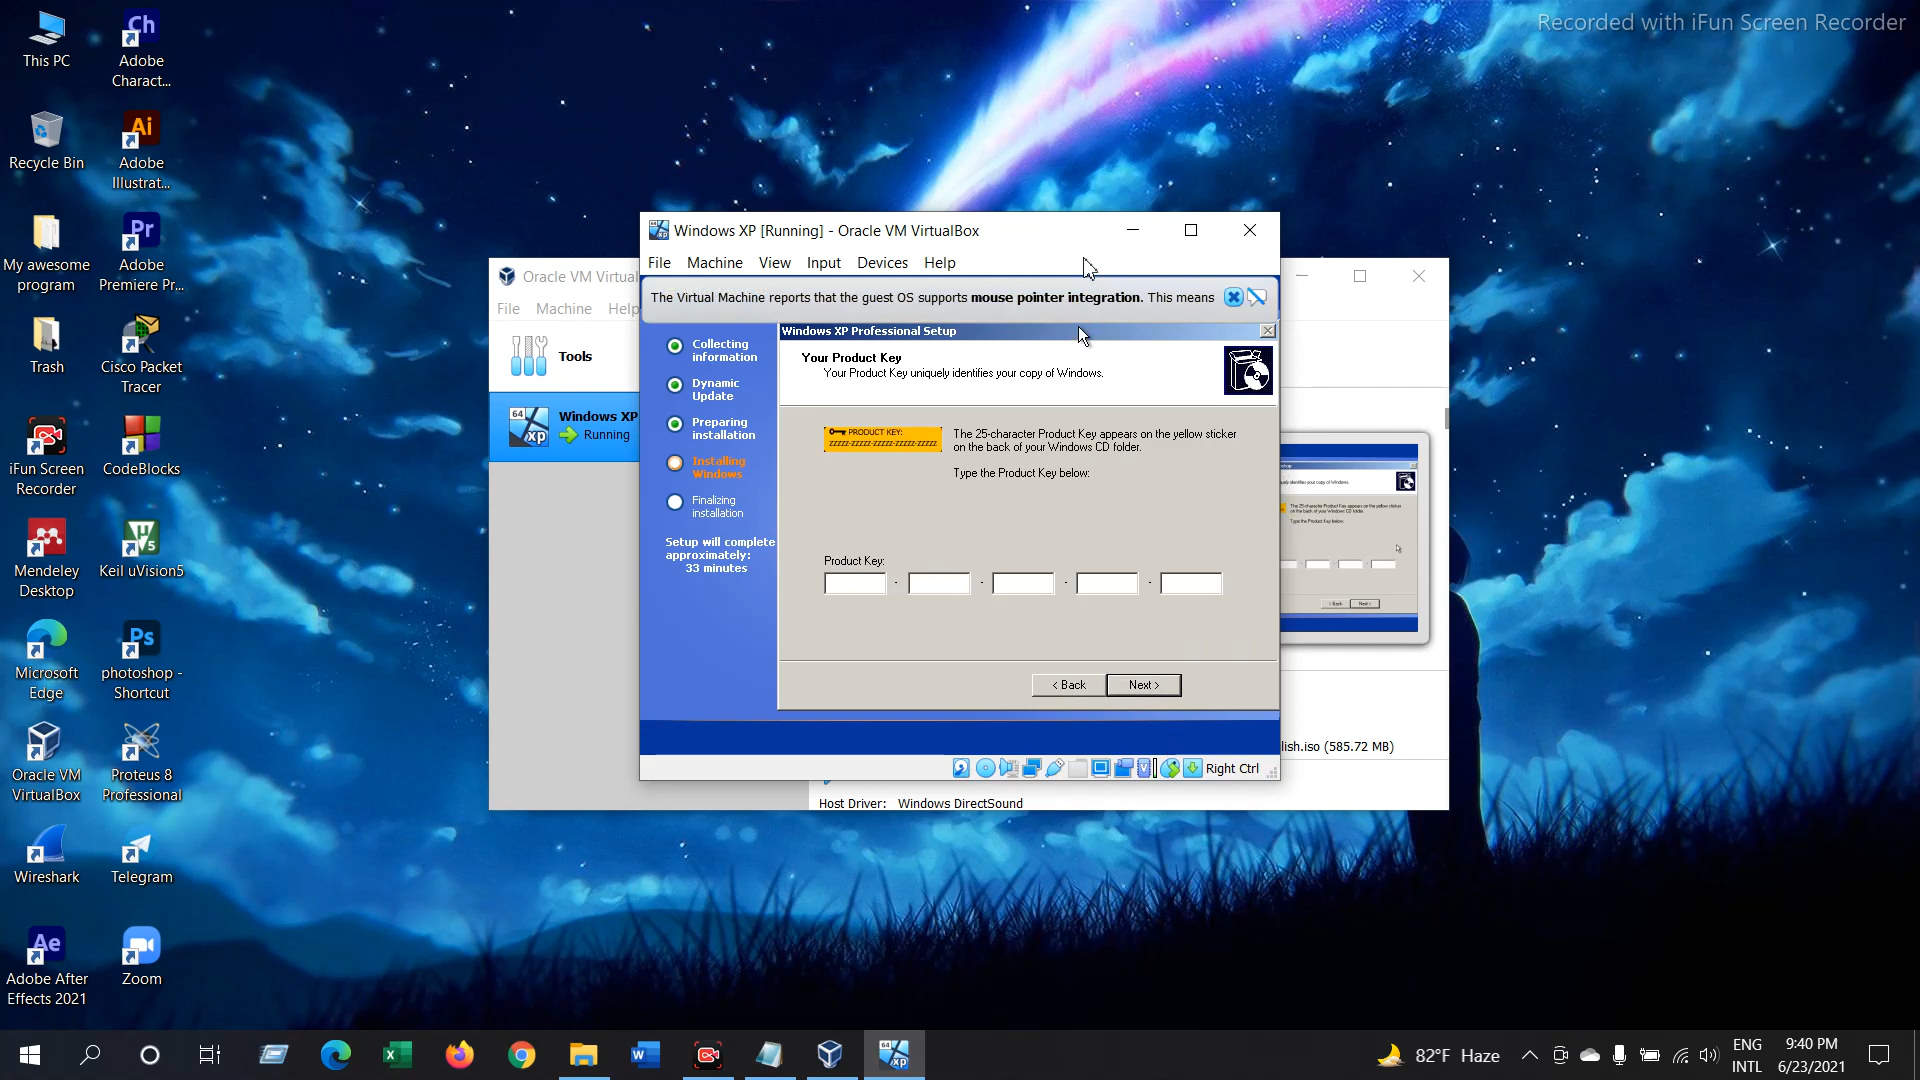 Recorded with iFun Screen Recorder
This PC
Adobe
Charact...
Recycle Bin
Adobe
Illustrat...
My awesome
program
Adobe
Premiere Pr...
Trash
Cisco Packet
Tracer
iFun Screen
Recorder
CodeBlocks
Mendeley
Desktop
Keil uVision5
Microsoft
Edge
photoshop -
Shortcut
Oracle VM
VirtualBox
Proteus 8
Professional
Wireshark
Telegram
Adobe After
Effects 2021
Zoom
Oracle VM Virtual
File Machine Help
Tools
Windows XP
Running
Windows XP [Running] - Oracle VM VirtualBox
File Machine View Input Devices Help
The Virtual Machine reports that the guest OS supports mouse pointer integration. This means
Collecting
information
Dynamic
Update
Preparing
installation
Installing
Windows
Finalizing
installation
Setup will complete
approximately:
33 minutes
Windows XP Professional Setup
Your Product Key
Your Product Key uniquely identifies your copy of Windows.
PRODUCT KEY:
ZZZZZ-ZZZZZ-ZZZZZ-ZZZZZ-ZZZZZ
The 25-character Product Key appears on the yellow sticker
on the back of your Windows CD folder.
Type the Product Key below:
Product Key:
- - - -
< Back Next >
Right Ctrl
lish.iso (585.72 MB)
Host Driver: Windows DirectSound
82°F Haze
ENG
INTL
9:40 PM
6/23/2021